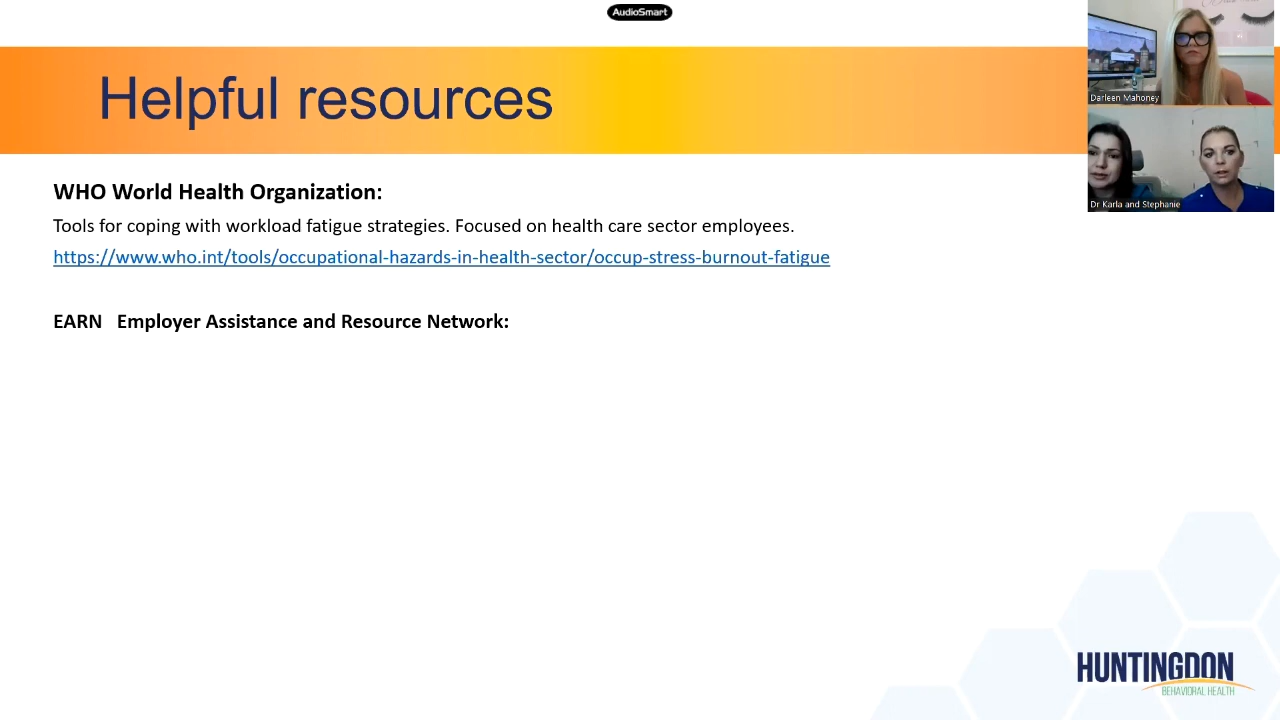 AudioSmart
Helpful resources
Darleen Mahoney
Dr Karla and Stephanie
WHO World Health Organization:
Tools for coping with workload fatigue strategies. Focused on health care sector employees.
https://www.who.int/tools/occupational-hazards-in-health-sector/occup-stress-burnout-fatigue
EARN Employer Assistance and Resource Network:
HUNTINGDON
BEHAVIORAL HEALTH